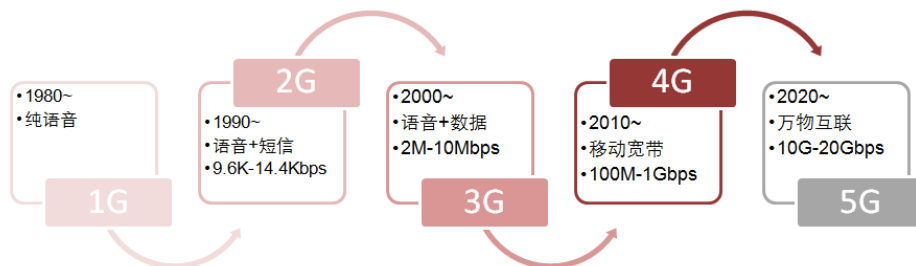 •1980~
•纯语音
1G
2G
•1990~
•语音+短信
•9.6K-14.4Kbps
•2000~
•语音+数据
•2M-10Mbps
3G
4G
•2010~
•移动宽带
•100M-1Gbps
•2020~
•万物互联
•10G-20Gbps
5G